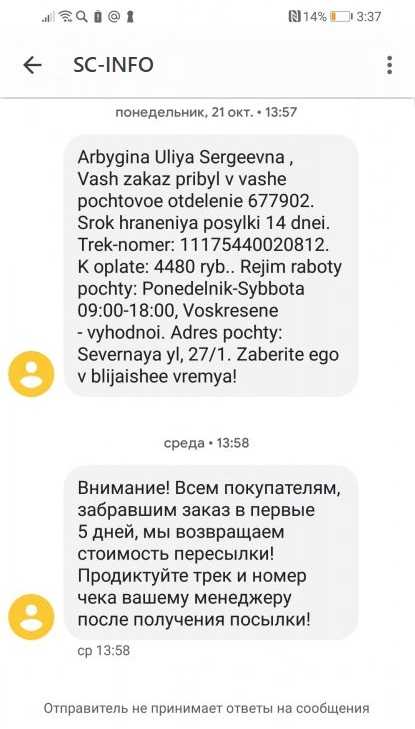 14% 3:37
SC-INFO
понедельник, 21 окт. • 13:57
Arbygina Uliya Sergeevna ,
Vash zakaz pribyl v vashe
pochtovoe otdelenie 677902.
Srok hraneniya posylki 14 dnei.
Trek-nomer: 11175440020812.
K oplate: 4480 ryb.. Rejim raboty
pochty: Ponedelnik-Sybbota
09:00-18:00, Voskresene
- vyhodnoi. Adres pochty:
Severnaya yl, 27/1. Zaberite ego
v blijaishee vremya!
среда • 13:58
Внимание! Всем покупателям,
забравшим заказ в первые
5 дней, мы возвращаем
стоимость пересылки!
Продиктуйте трек и номер
чека вашему менеджеру
после получения посылки!
ср 13:58
Отправитель не принимает ответы на сообщения